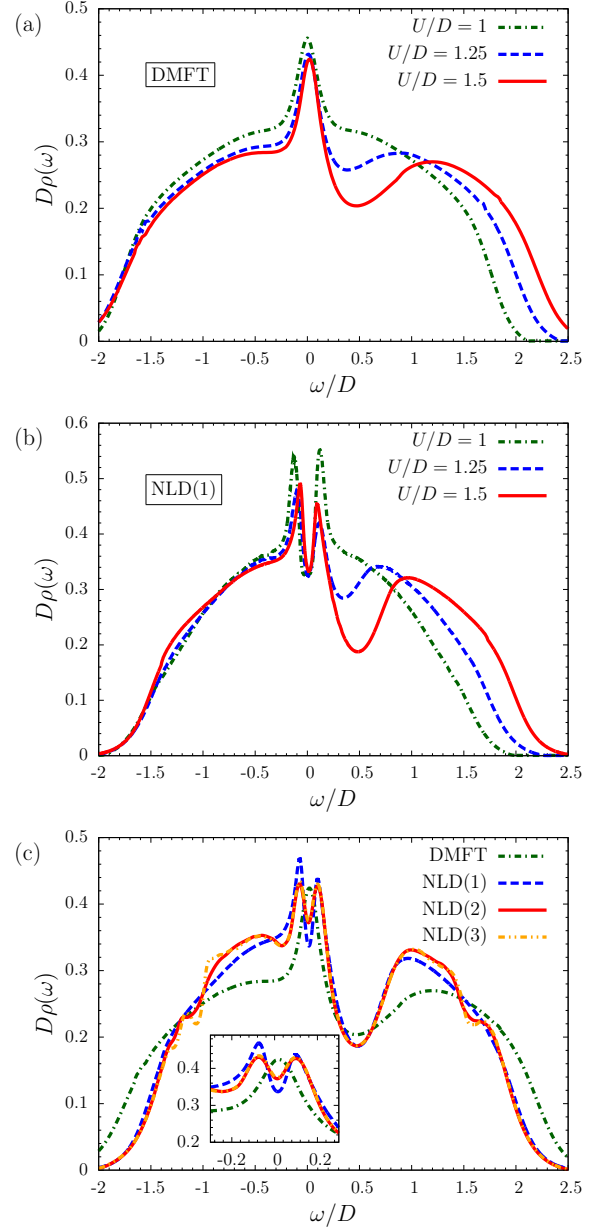 (a)
0.5
0.4
0.3
0.2
0.1
0
Dρ(ω)
DMFT
U/D = 1
U/D = 1.25
U/D = 1.5
-2 -1.5 -1 -0.5 0 0.5 1 1.5 2 2.5
ω/D
(b)
0.6
0.5
0.4
0.3
0.2
0.1
0
Dρ(ω)
NLD(1)
U/D = 1
U/D = 1.25
U/D = 1.5
-2 -1.5 -1 -0.5 0 0.5 1 1.5 2 2.5
ω/D
(c)
0.5
0.4
0.3
0.2
0.1
0
Dρ(ω)
DMFT
NLD(1)
NLD(2)
NLD(3)
0.4
0.3
0.2
-0.2 0 0.2
-2 -1.5 -1 -0.5 0 0.5 1 1.5 2 2.5
ω/D